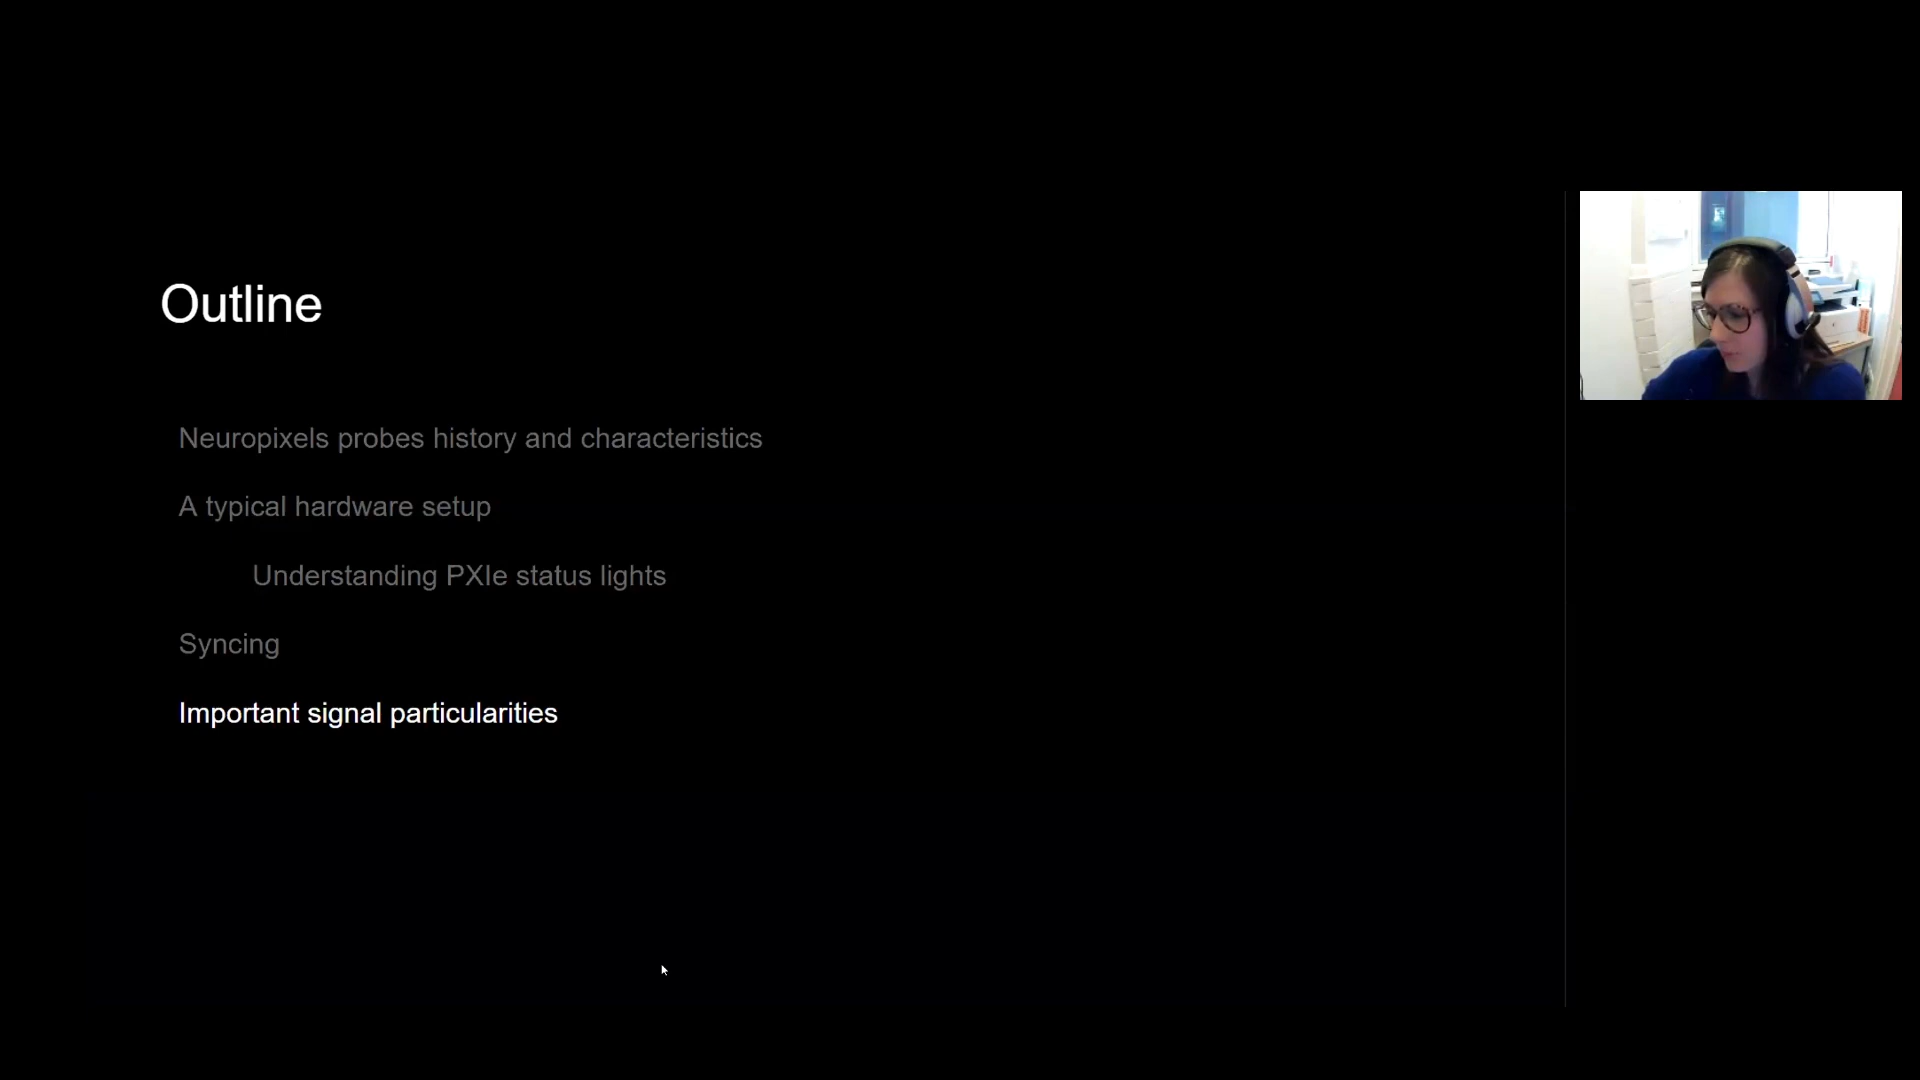 Outline
Neuropixels probes history and characteristics
A typical hardware setup
Understanding PXIe status lights
Syncing
Important signal particularities